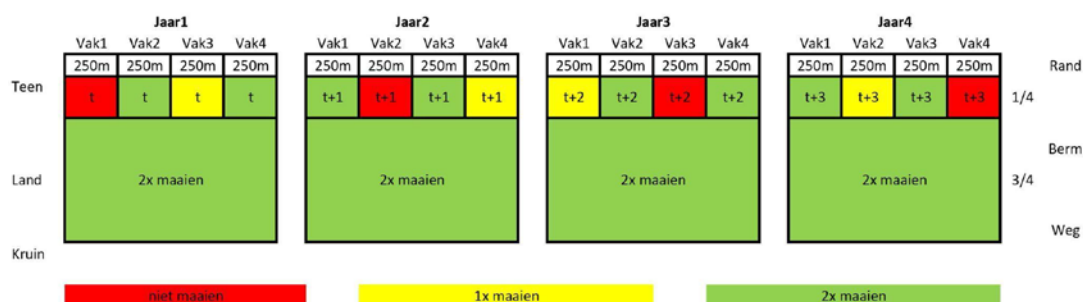 Jaar1 Jaar2 Jaar3 Jaar4
Vak1 Vak2 Vak3 Vak4 Vak1 Vak2 Vak3 Vak4 Vak1 Vak2 Vak3 Vak4 Vak1 Vak2 Vak3 Vak4
250m 250m 250m 250m 250m 250m 250m 250m 250m 250m 250m 250m 250m 250m 250m 250m Rand
Teen t t t t t+1 t+1 t+1 t+1 t+2 t+2 t+2 t+2 t+3 t+3 t+3 t+3 1/4
Berm
Land 2x maaien 2x maaien 2x maaien 2x maaien 3/4
Weg
Kruin
niet maaien 1x maaien 2x maaien